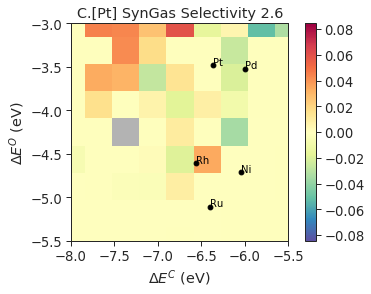 C.[Pt] SynGas Selectivity 2.6
−3.0
−3.5
−4.0
−4.5
−5.0
−5.5
ΔE^O (eV)
Pt
Pd
Rh
Ni
Ru
−8.0 −7.5 −7.0 −6.5 −6.0 −5.5
ΔE^C (eV)
0.08
0.06
0.04
0.02
0.00
−0.02
−0.04
−0.06
−0.08